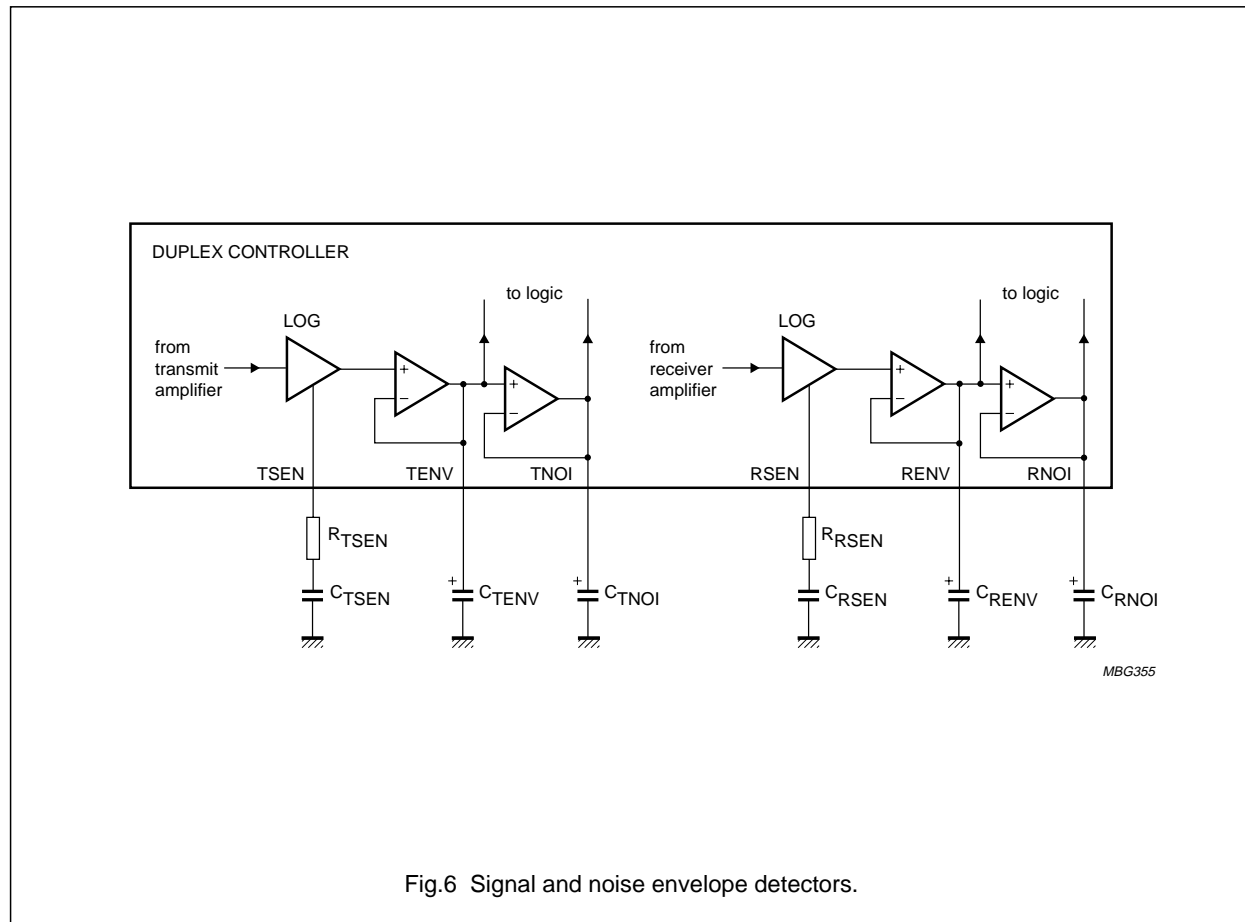 DUPLEX CONTROLLER
to logic
to logic
LOG
LOG
from
transmit
amplifier
from
receiver
amplifier
+
−
+
−
+
−
+
−
TSEN
TENV
TNOI
RSEN
RENV
RNOI
RTSEN
RRSEN
+
CTSEN
CTENV
+
CTNOI
CRSEN
+
CRENV
+
CRNOI
MBG355
Fig.6 Signal and noise envelope detectors.